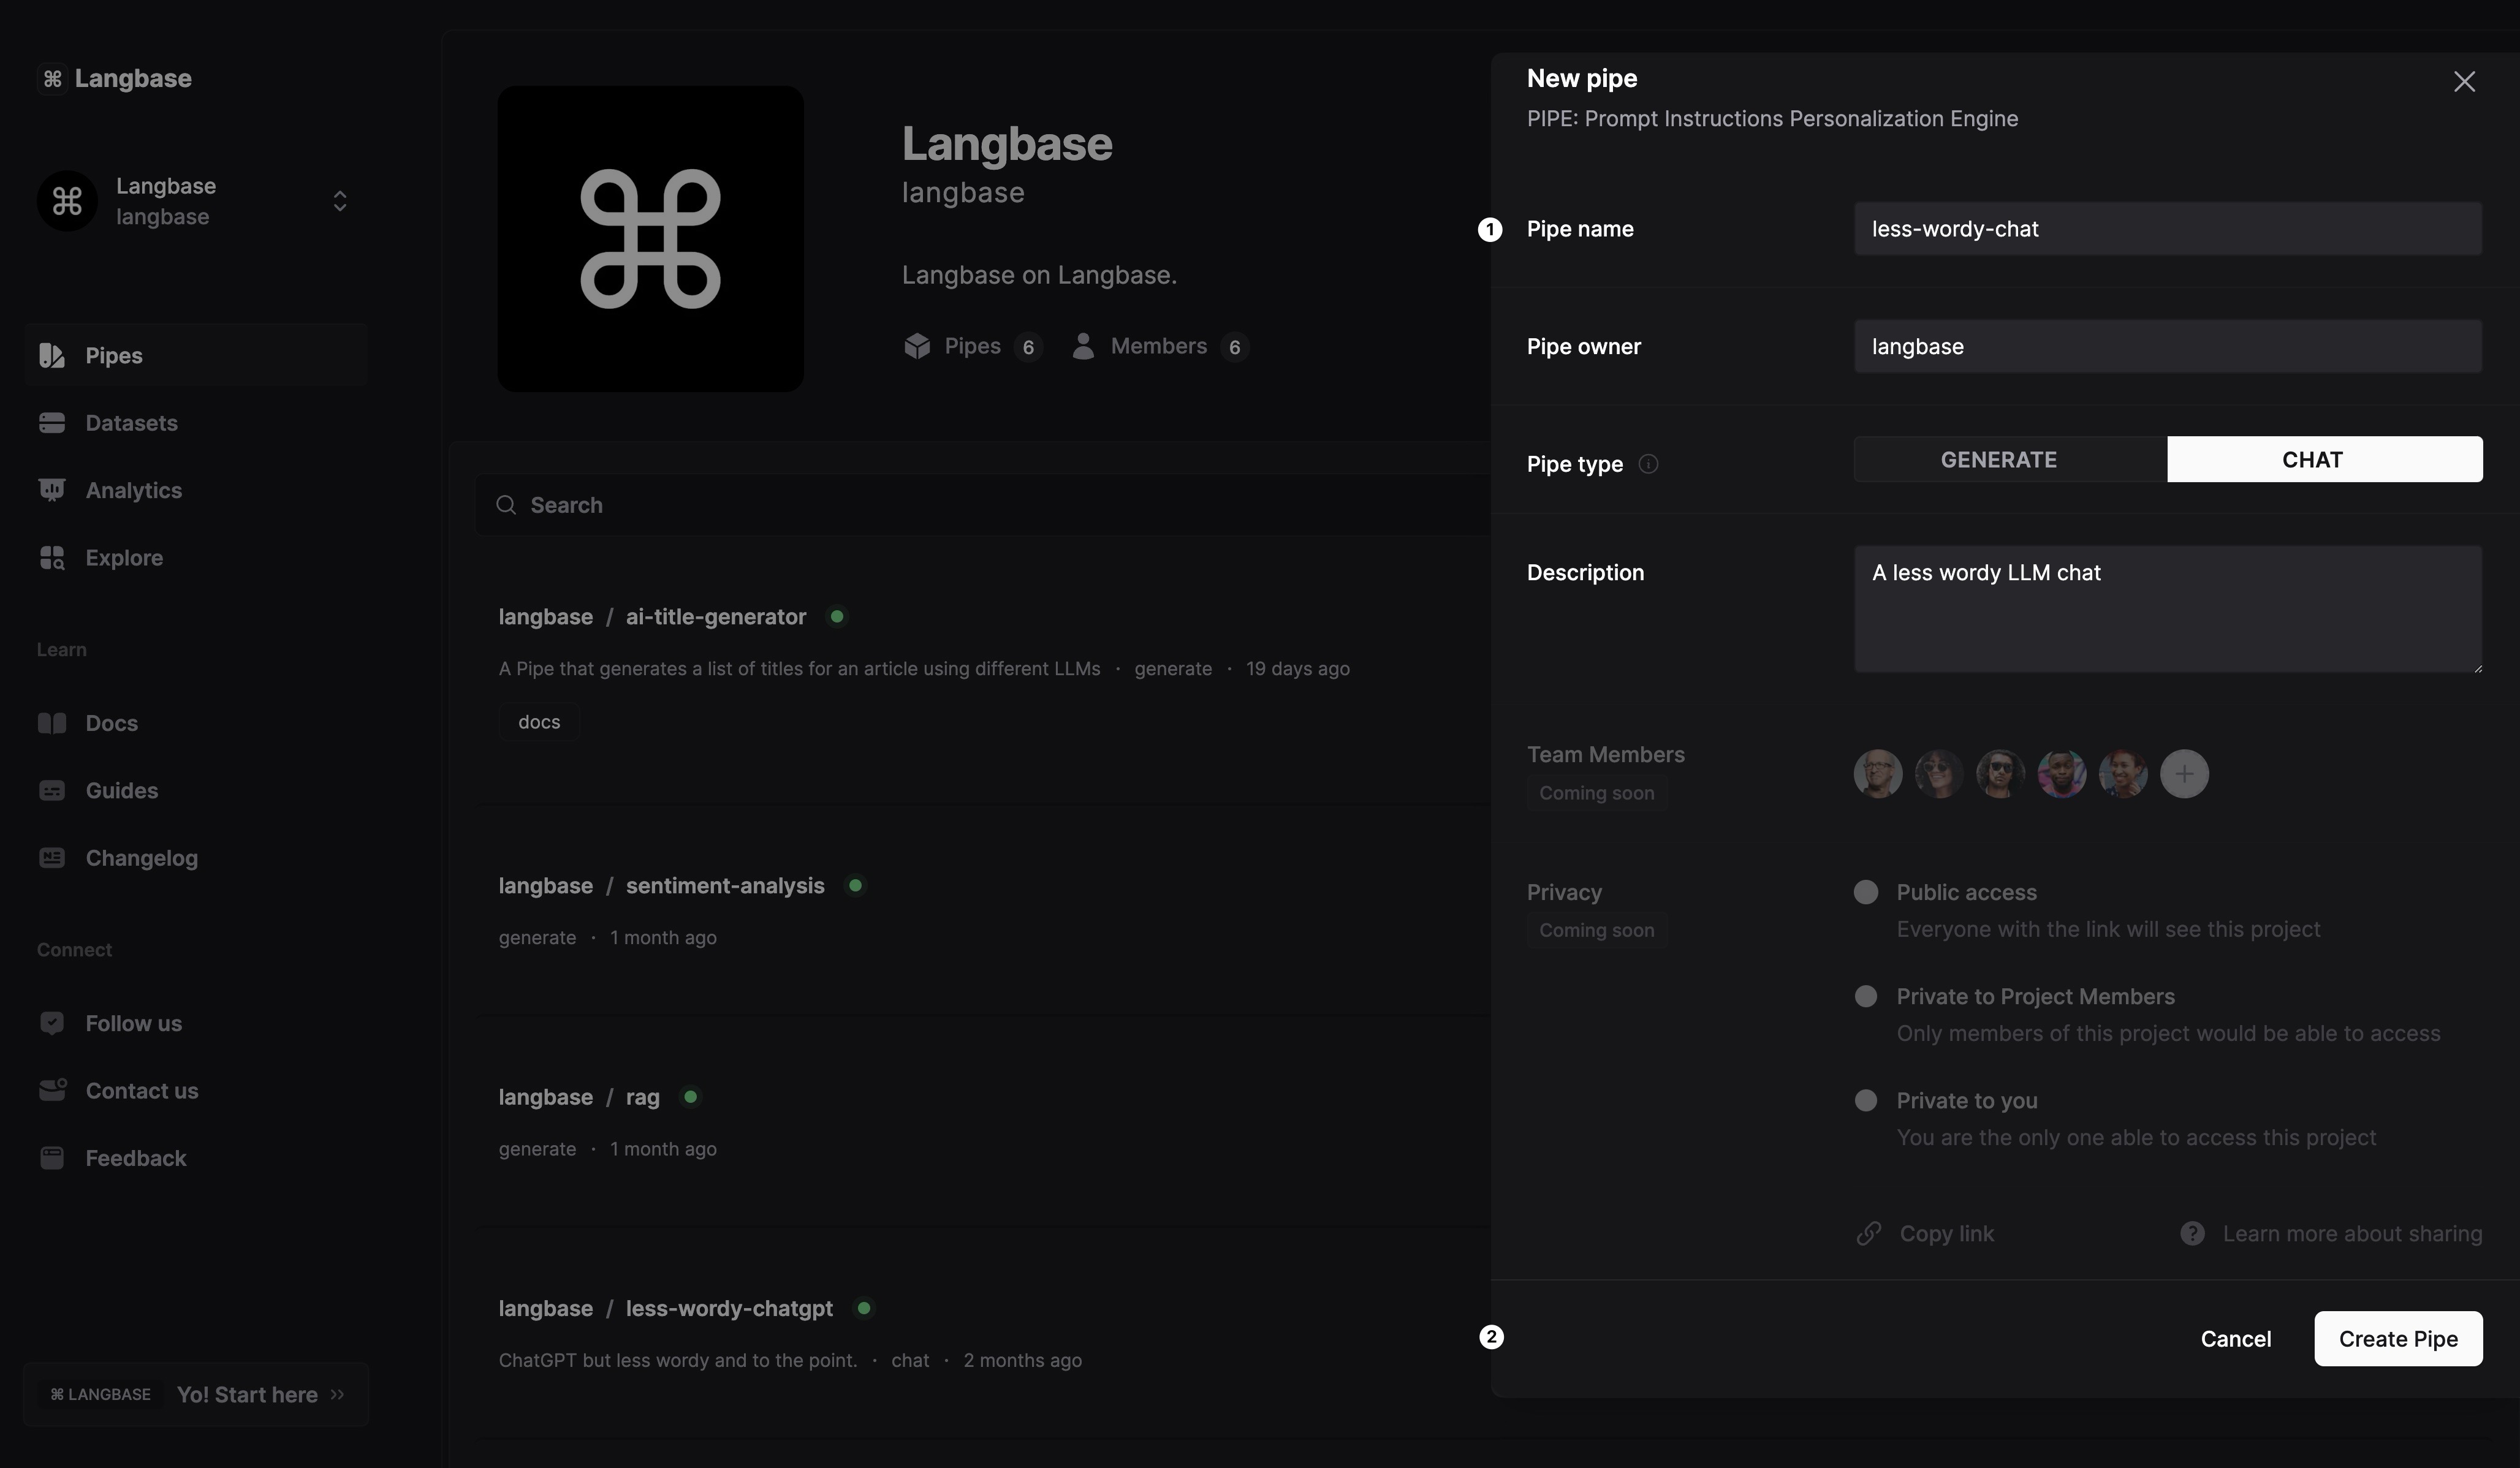 ⌘ Langbase
Langbase
langbase
Pipes
Datasets
Analytics
Explore
Learn
Docs
Guides
Changelog
Connect
Follow us
Contact us
Feedback
⌘ LANGBASE Yo! Start here »
Langbase
langbase
Langbase on Langbase.
Pipes 6 Members 6
Search
langbase / ai-title-generator
A Pipe that generates a list of titles for an article using different LLMs · generate · 19 days ago
docs
langbase / sentiment-analysis
generate · 1 month ago
langbase / rag
generate · 1 month ago
langbase / less-wordy-chatgpt
ChatGPT but less wordy and to the point. · chat · 2 months ago
New pipe
PIPE: Prompt Instructions Personalization Engine
1 Pipe name less-wordy-chat
Pipe owner langbase
Pipe type GENERATE CHAT
Description A less wordy LLM chat
Team Members
Coming soon
Privacy
Coming soon
Public access
Everyone with the link will see this project
Private to Project Members
Only members of this project would be able to access
Private to you
You are the only one able to access this project
Copy link Learn more about sharing
2 Cancel Create Pipe